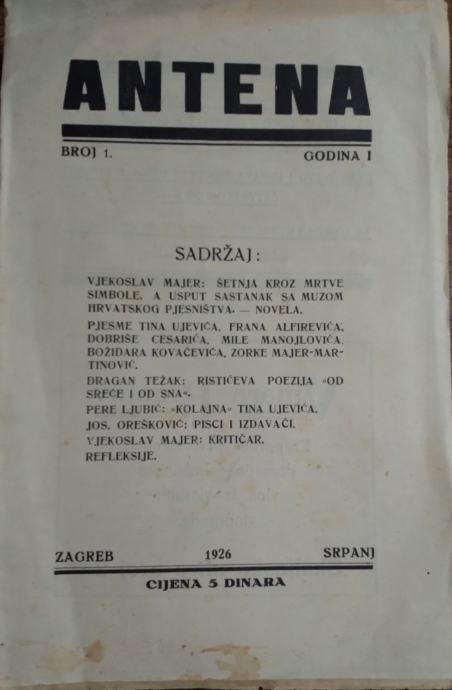 ANTENA
BROJ 1. GODINA I
SADRŽAJ:
VJEKOSLAV MAJER: ŠETNJA KROZ MRTVE
SIMBOLE, A USPUT SASTANAK SA MUZOM
HRVATSKOG PJESNIŠTVA. — NOVELA.
PJESME TINA UJEVIĆA, FRANA ALFIREVIĆA,
DOBRIŠE CESARIĆA, MILE MANOJLOVIĆA,
BOŽIDARA KOVAČEVIĆA, ZORKE MAJER-MAR-
TINOVIĆ.
DRAGAN TEŽAK: RISTIĆEVA POEZIJA »OD
SREĆE I OD SNA«.
PERE LJUBIĆ: »KOLAJNA« TINA UJEVIĆA.
JOS. OREŠKOVIĆ: PISCI I IZDAVAČI.
VJEKOSLAV MAJER: KRITIČAR.
REFLEKSIJE.
ZAGREB 1926 SRPANJ
CIJENA 5 DINARA